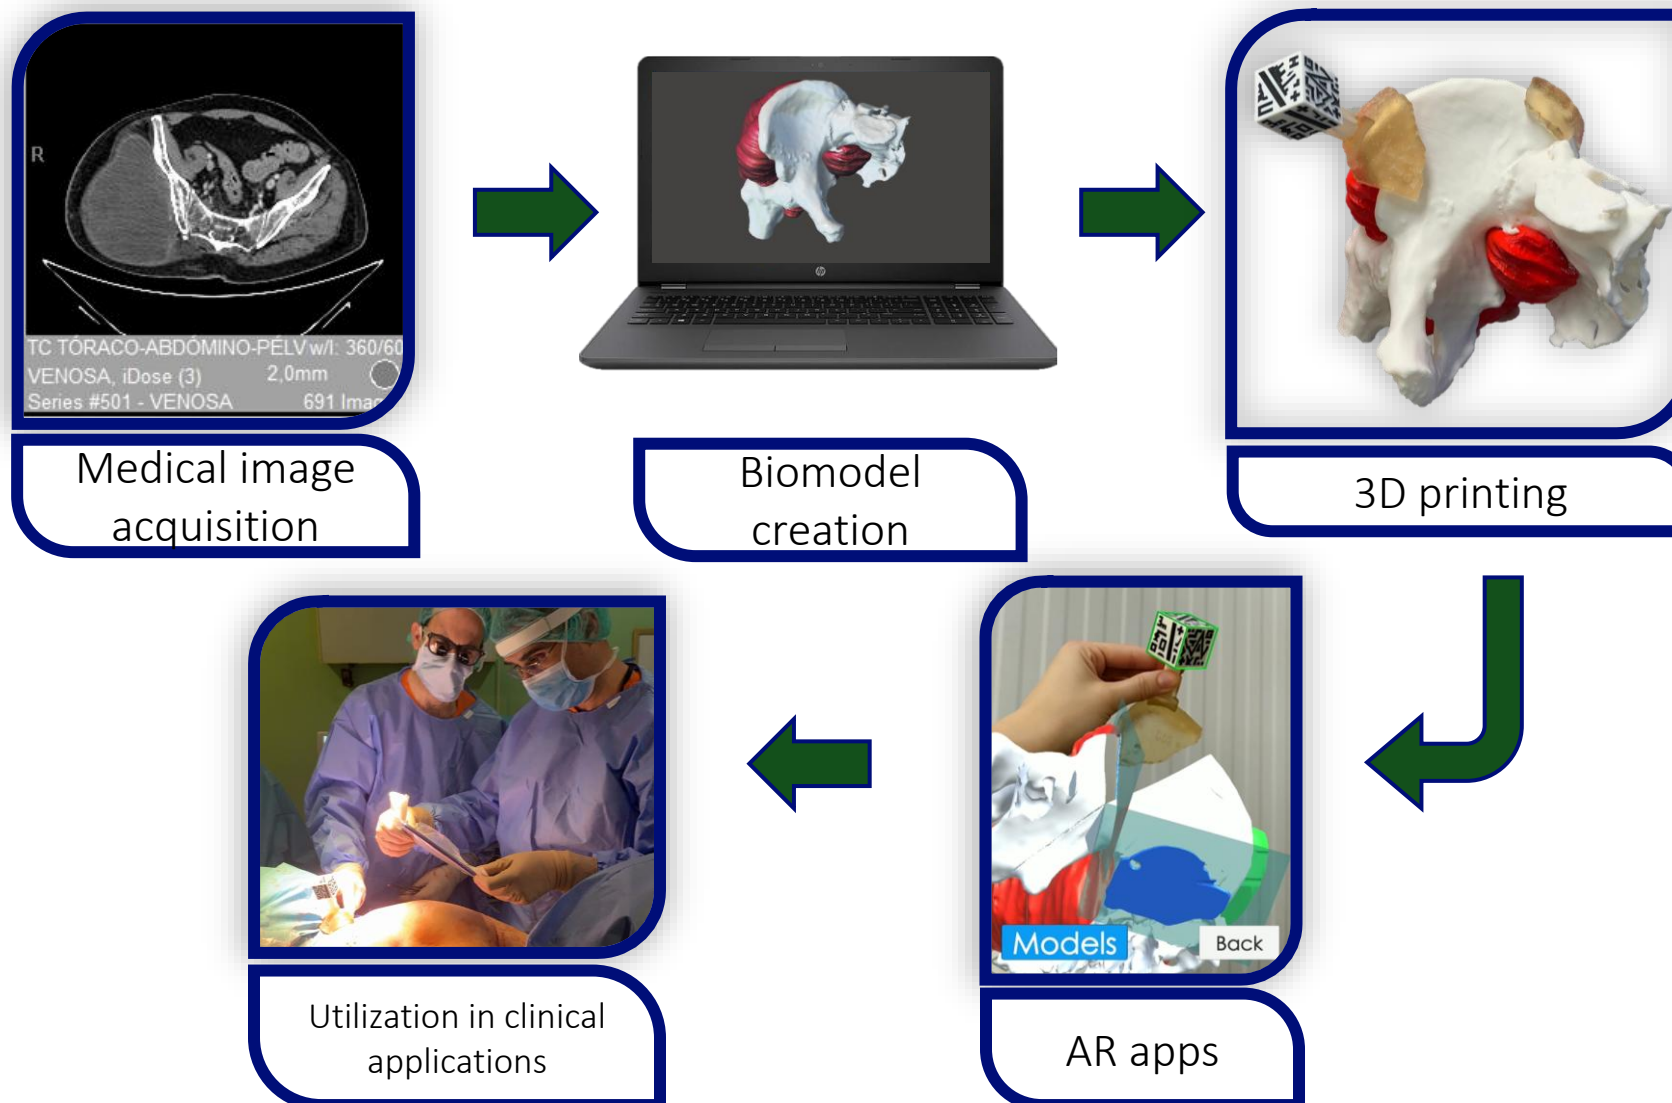 R
TC TÓRACO-ABDÓMINO-PELV w/l: 360/60
VENOSA, iDose (3) 2,0mm
Series #501 - VENOSA 691 Imag
Medical image
acquisition
hp
Biomodel
creation
3D printing
Models
Back
AR apps
Utilization in clinical
applications